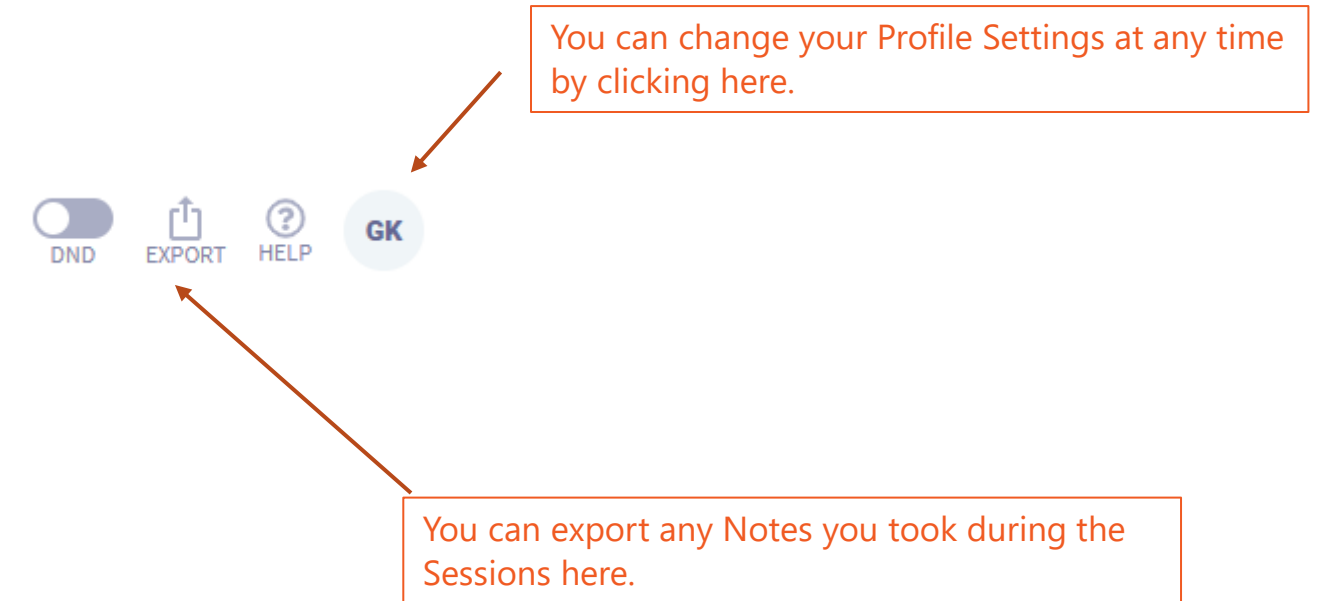 You can change your Profile Settings at any time
by clicking here.
DND
EXPORT
HELP
GK
You can export any Notes you took during the
Sessions here.